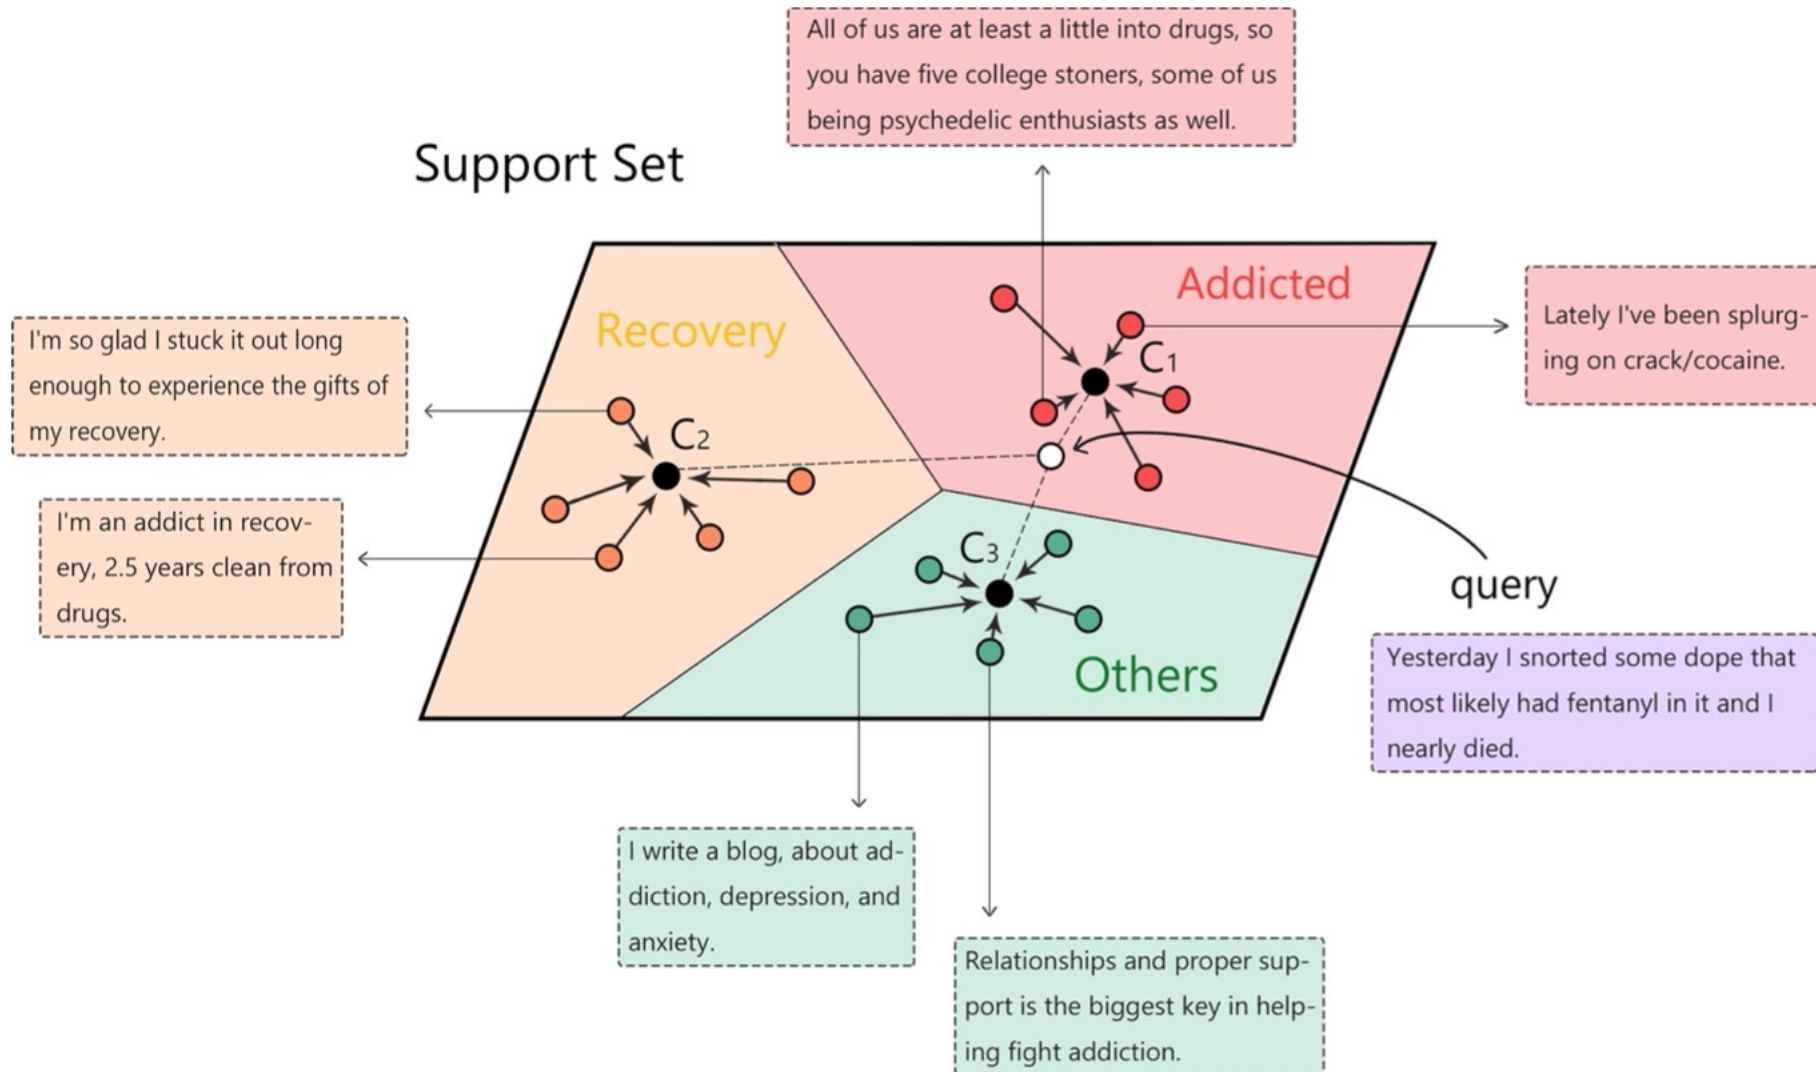 All of us are at least a little into drugs, so
you have five college stoners, some of us
being psychedelic enthusiasts as well.
Support Set
Addicted
Recovery
Lately I've been splurg-
ing on crack/cocaine.
I'm so glad I stuck it out long
enough to experience the gifts of
my recovery.
C1
C2
I'm an addict in recov-
ery, 2.5 years clean from
drugs.
C3
query
Others
Yesterday I snorted some dope that
most likely had fentanyl in it and I
nearly died.
I write a blog, about ad-
diction, depression, and
anxiety.
Relationships and proper sup-
port is the biggest key in help-
ing fight addiction.